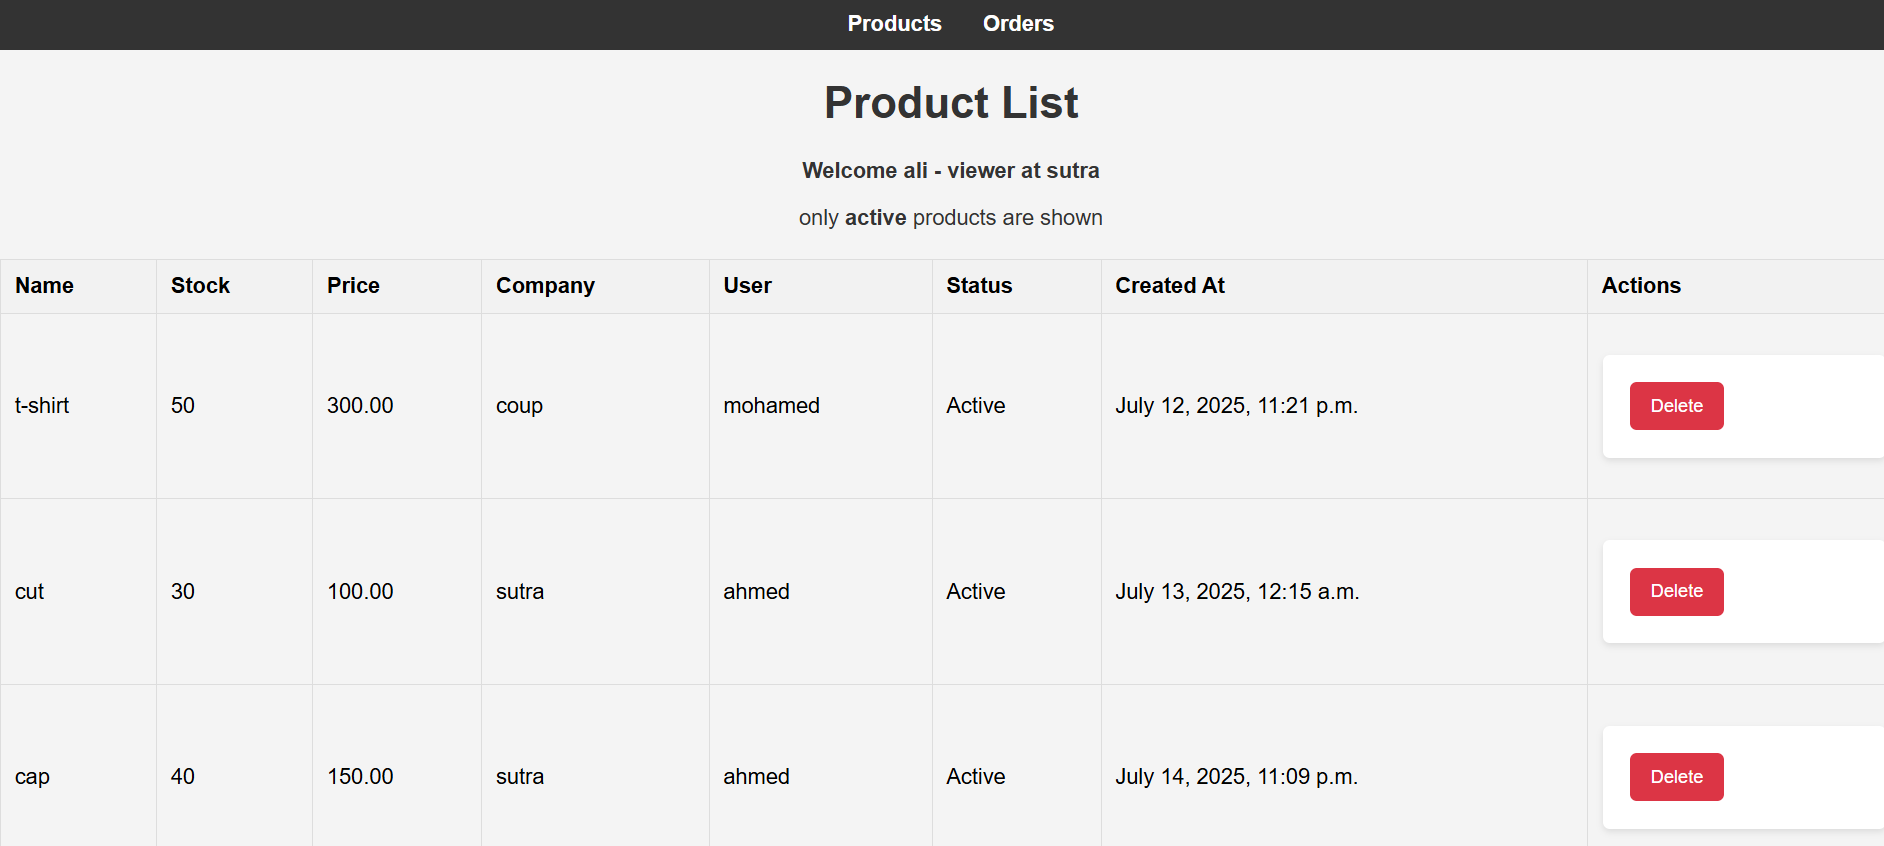 Products Orders
Product List
Welcome ali - viewer at sutra
only active products are shown
Name Stock Price Company User Status Created At Actions
t-shirt 50 300.00 coup mohamed Active July 12, 2025, 11:21 p.m. Delete
cut 30 100.00 sutra ahmed Active July 13, 2025, 12:15 a.m. Delete
cap 40 150.00 sutra ahmed Active July 14, 2025, 11:09 p.m. Delete